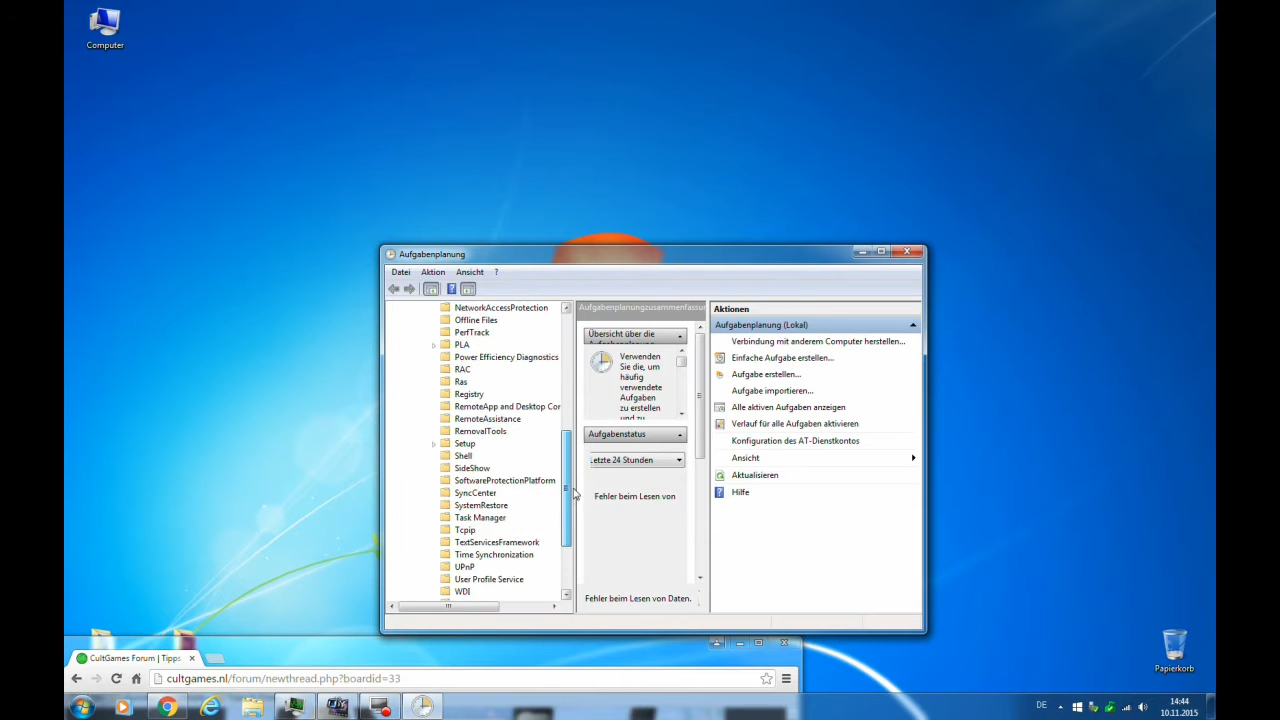 Computer
Aufgabenplanung
Datei Aktion Ansicht ?
NetworkAccessProtection
Offline Files
PerfTrack
PLA
Power Efficiency Diagnostics
RAC
Ras
Registry
RemoteApp and Desktop Cor
RemoteAssistance
RemovalTools
Setup
Shell
SideShow
SoftwareProtectionPlatform
SyncCenter
SystemRestore
Task Manager
Tcpip
TextServicesFramework
Time Synchronization
UPnP
User Profile Service
WDI
Aufgabenplanungzusammenfassur
Übersicht über die
Aufgabenplanung
Verwenden
Sie die, um
häufig
verwendete
Aufgaben
zu erstellen
und zu
Aufgabenstatus
Letzte 24 Stunden
Fehler beim Lesen von
Fehler beim Lesen von Daten.
Aktionen
Aufgabenplanung (Lokal)
Verbindung mit anderem Computer herstellen...
Einfache Aufgabe erstellen...
Aufgabe erstellen...
Aufgabe importieren...
Alle aktiven Aufgaben anzeigen
Verlauf für alle Aufgaben aktivieren
Konfiguration des AT-Dienstkontos
Ansicht
Aktualisieren
Hilfe
Papierkorb
CultGames Forum | Tipps
cultgames.nl/forum/newthread.php?boardid=33
DE
14:44
10.11.2015